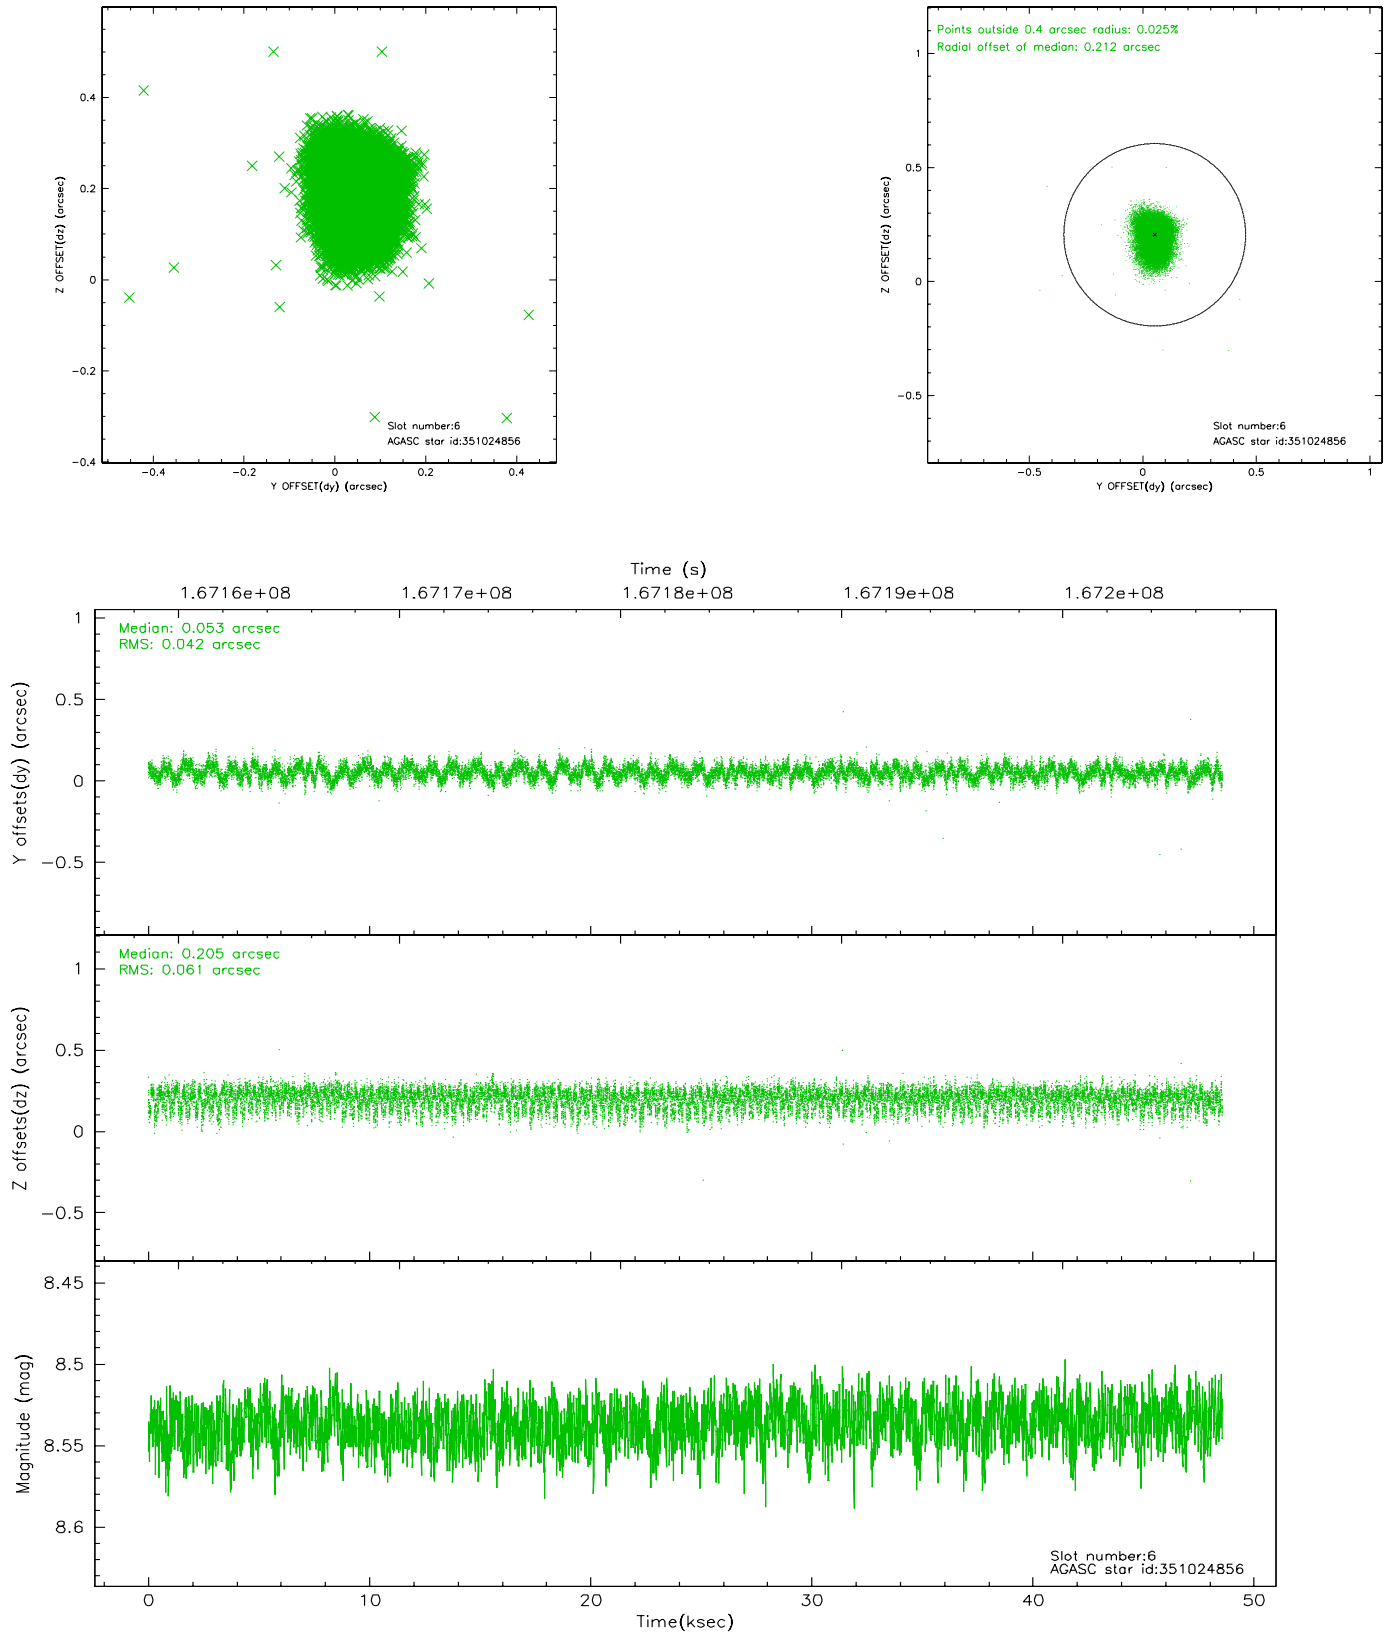 0.4
0.2
0
−0.2
−0.4
Z OFFSET(dz) (arcsec)
−0.4 −0.2 0 0.2 0.4
Y OFFSET(dy) (arcsec)
Slot number:6
AGASC star id:351024856
Points outside 0.4 arcsec radius: 0.025%
Radial offset of median: 0.212 arcsec
1
0.5
0
−0.5
Z OFFSET(dz) (arcsec)
−0.5 0 0.5 1
Y OFFSET(dy) (arcsec)
Slot number:6
AGASC star id:351024856
Time (s)
1.6716e+08 1.6717e+08 1.6718e+08 1.6719e+08 1.672e+08
Median: 0.053 arcsec
RMS: 0.042 arcsec
1
0.5
0
−0.5
Y offsets(dy) (arcsec)
Median: 0.205 arcsec
RMS: 0.061 arcsec
1
0.5
0
−0.5
Z offsets(dz) (arcsec)
8.45
8.5
8.55
8.6
Magnitude (mag)
Slot number:6
AGASC star id:351024856
0 10 20 30 40 50
Time(ksec)